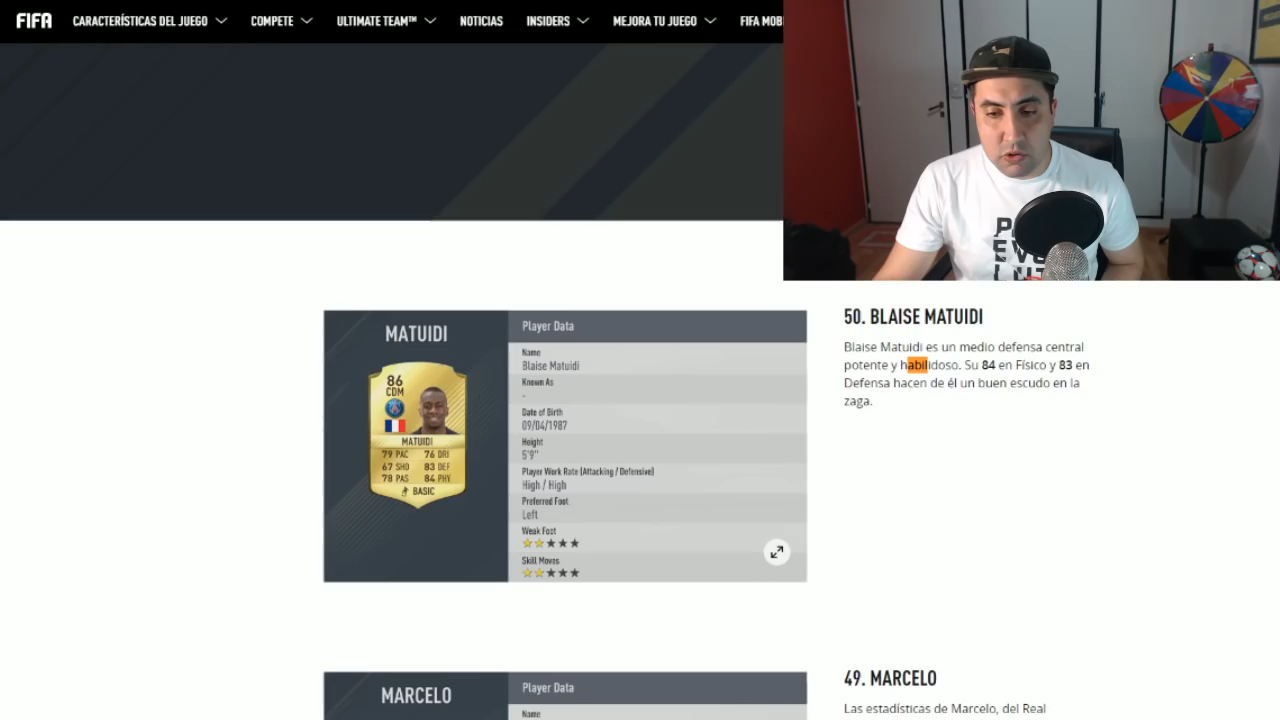 FIFA CARACTERÍSTICAS DEL JUEGO COMPETE ULTIMATE TEAM™ NOTICIAS INSIDERS MEJORA TU JUEGO FIFA MOBI
50. BLAISE MATUIDI
Blaise Matuidi es un medio defensa central
potente y habilidoso. Su 84 en Físico y 83 en
Defensa hacen de él un buen escudo en la
zaga.
MATUIDI
86
CDM
MATUIDI
79 PAC 76 DRI
67 SHO 83 DEF
78 PAS 84 PHY
BASIC
Player Data
Name
Blaise Matuidi
Known As
-
Date of Birth
09/04/1987
Height
5'9"
Player Work Rate (Attacking / Defensive)
High / High
Preferred Foot
Left
Weak Foot
Skill Moves
49. MARCELO
Las estadísticas de Marcelo, del Real
MARCELO
Player Data
Name